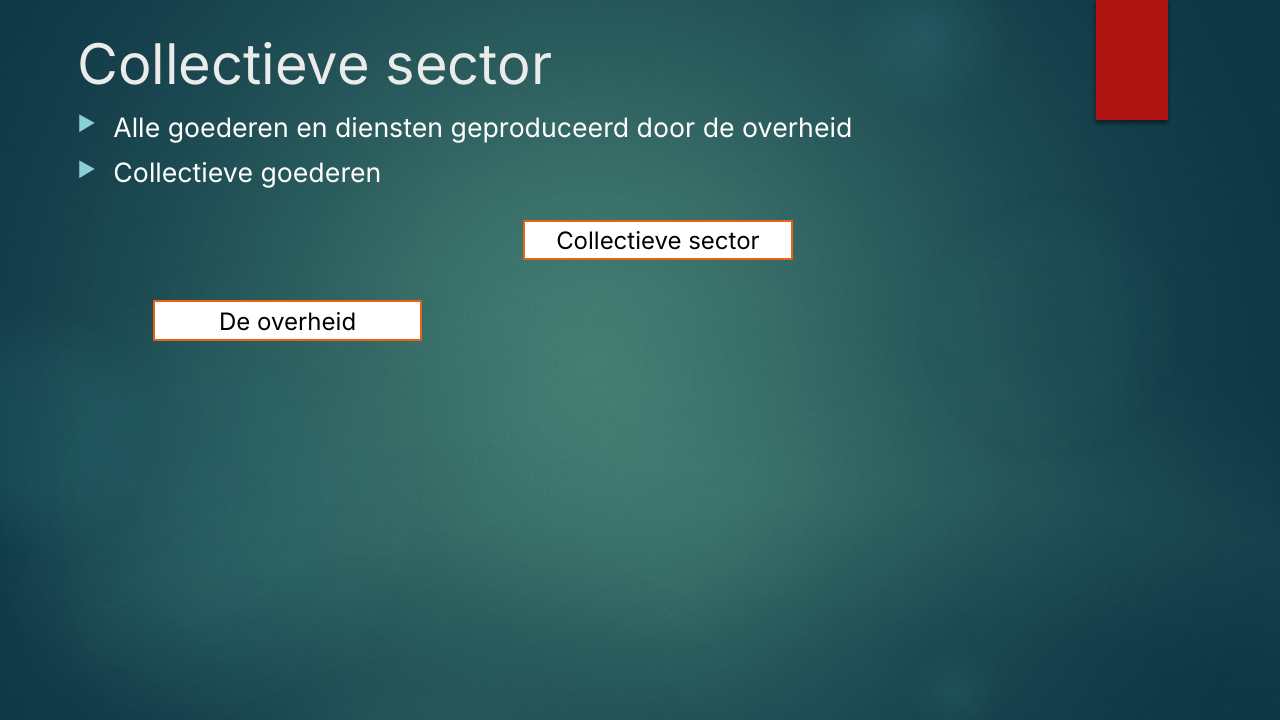 Collectieve sector
Alle goederen en diensten geproduceerd door de overheid
Collectieve goederen
Collectieve sector
De overheid